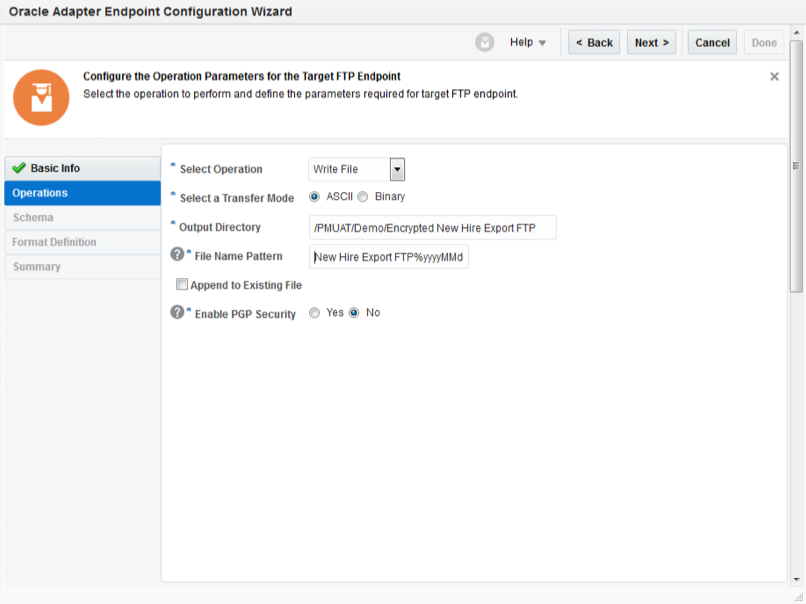 Oracle Adapter Endpoint Configuration Wizard
Help < Back Next > Cancel Done
Configure the Operation Parameters for the Target FTP Endpoint
Select the operation to perform and define the parameters required for target FTP endpoint.
Basic Info
Operations
Schema
Format Definition
Summary
* Select Operation Write File
* Select a Transfer Mode ASCII Binary
* Output Directory /PMUAT/Demo/Encrypted New Hire Export FTP
? * File Name Pattern New Hire Export FTP%yyyyMMd
Append to Existing File
? * Enable PGP Security Yes No